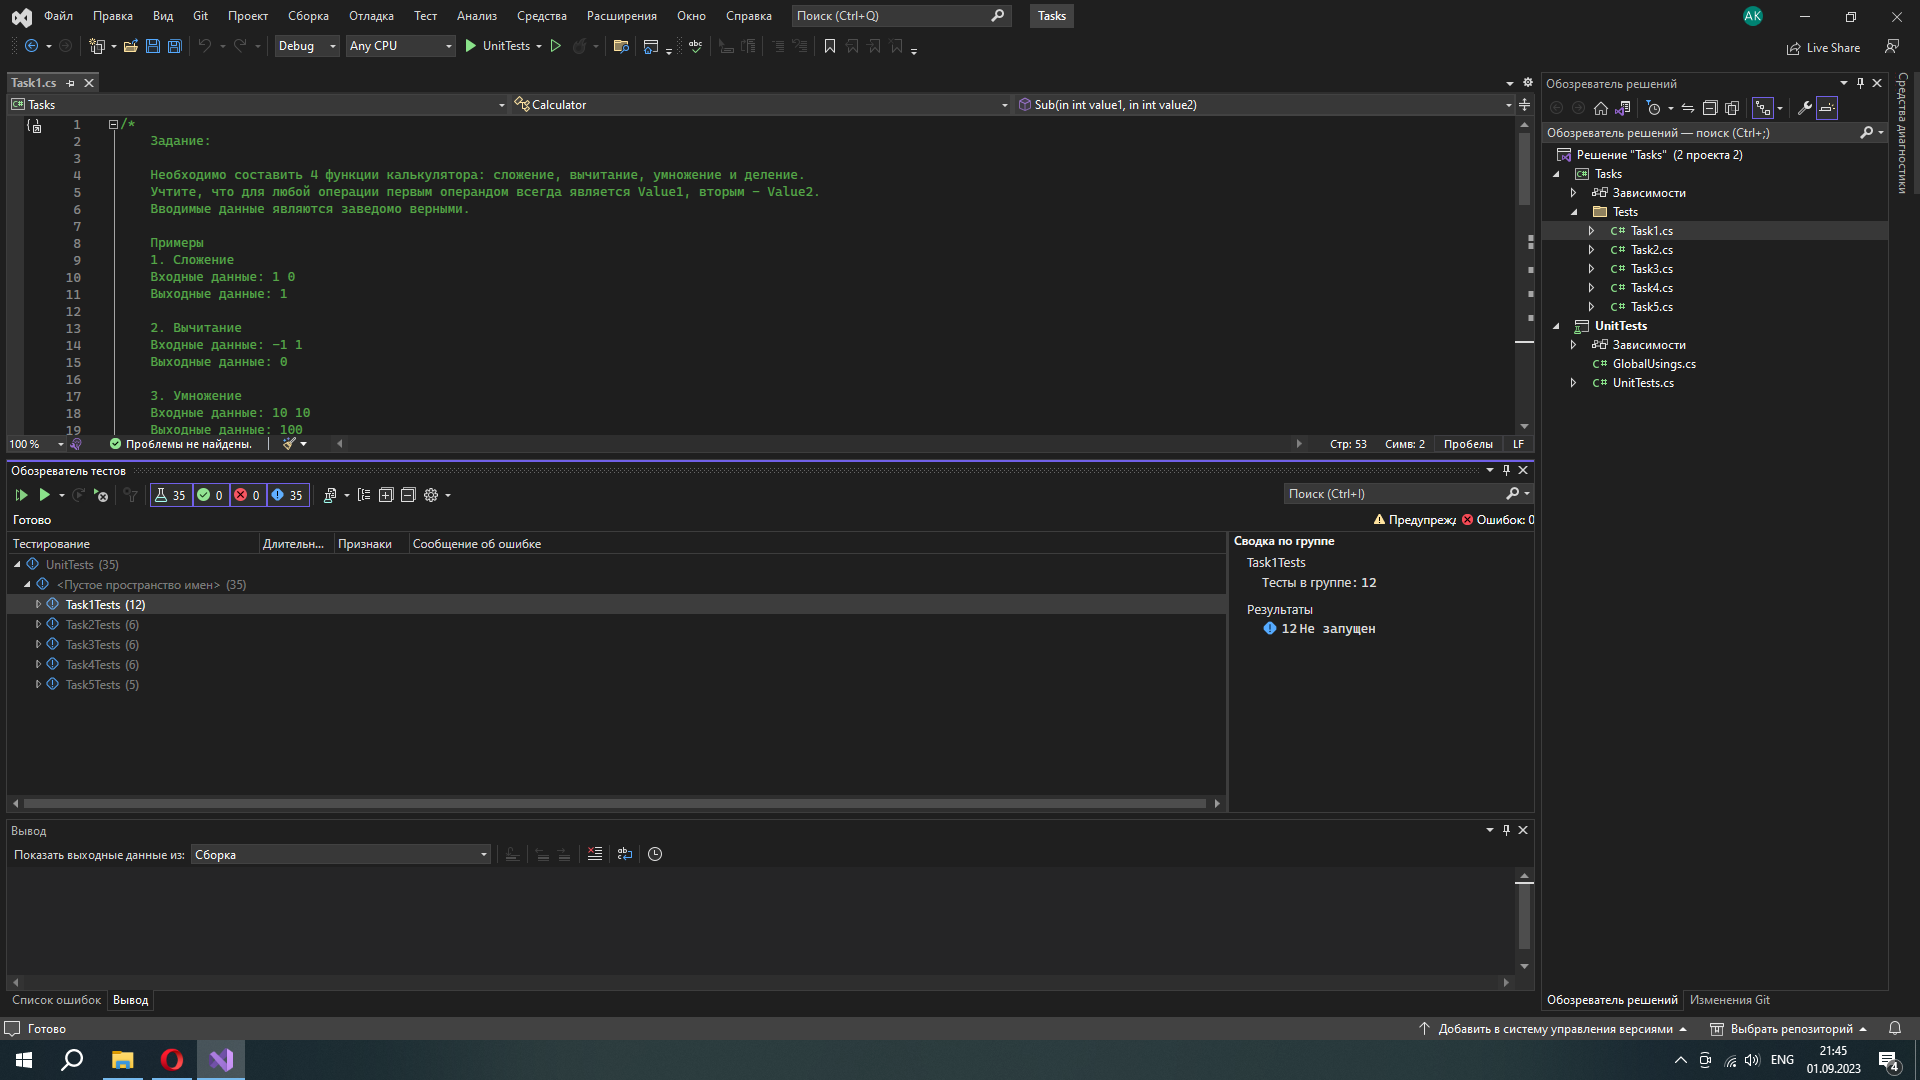 Файл Правка Вид Git Проект Сборка Отладка Тест Анализ Средства Расширения Окно Справка Поиск (Ctrl+Q) Tasks AK
Debug Any CPU UnitTests Live Share
Task1.cs
Tasks Calculator Sub(in int value1, in int value2)
1 /*
2 Задание:
3
4 Необходимо составить 4 функции калькулятора: сложение, вычитание, умножение и деление.
5 Учтите, что для любой операции первым операндом всегда является Value1, вторым - Value2.
6 Вводимые данные являются заведомо верными.
7
8 Примеры
9 1. Сложение
10 Входные данные: 1 0
11 Выходные данные: 1
12
13 2. Вычитание
14 Входные данные: -1 1
15 Выходные данные: 0
16
17 3. Умножение
18 Входные данные: 10 10
19 Выходные данные: 100
100 % Проблемы не найдены. Стр: 53 Симв: 2 Пробелы LF
Обозреватель тестов
35 0 0 35 Поиск (Ctrl+I)
Готово Предупреж Ошибок: 0
Тестирование Длительн... Признаки Сообщение об ошибке
UnitTests (35)
<Пустое пространство имен> (35)
Task1Tests (12)
Task2Tests (6)
Task3Tests (6)
Task4Tests (6)
Task5Tests (5)
Сводка по группе
Task1Tests
Тесты в группе: 12
Результаты
12 Не запущен
Вывод
Показать выходные данные из: Сборка
Список ошибок Вывод
Обозреватель решений
Обозреватель решений — поиск (Ctrl+;)
Решение "Tasks" (2 проекта 2)
Tasks
Зависимости
Tests
C# Task1.cs
C# Task2.cs
C# Task3.cs
C# Task4.cs
C# Task5.cs
UnitTests
Зависимости
C# GlobalUsings.cs
C# UnitTests.cs
Обозреватель решений Изменения Git
Средства диагностики
Готово Добавить в систему управления версиями Выбрать репозиторий
ENG 21:45
01.09.2023 4